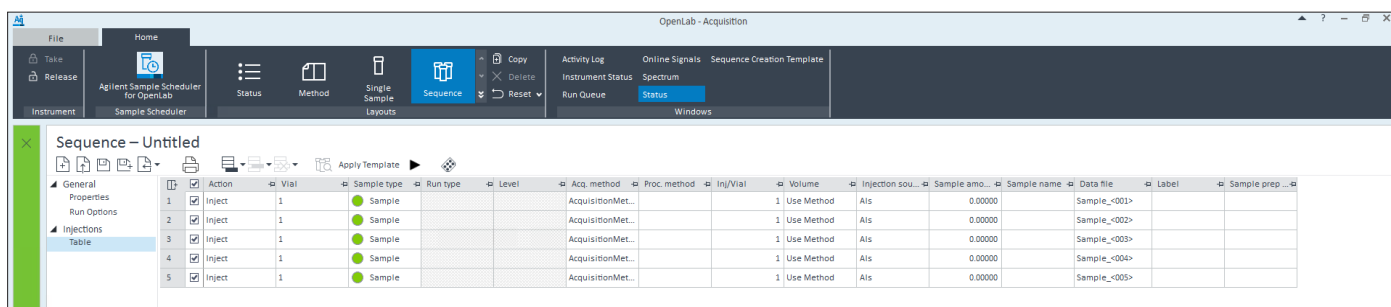 Ag
OpenLab - Acquisition
?
File
Home
Take
Release
Instrument
Agilent Sample Scheduler
for OpenLab
Sample Scheduler
Status
Method
Single
Sample
Sequence
Layouts
Copy
Delete
Reset
Activity Log
Online Signals
Sequence Creation Template
Instrument Status
Spectrum
Run Queue
Status
Windows
Sequence – Untitled
Apply Template
General
Properties
Run Options
Injections
Table
Action Vial Sample type Run type Level Acq. method Proc. method Inj/Vial Volume Injection sou... Sample amo... Sample name Data file Label Sample prep ...
1 Inject 1 Sample AcquisitionMet... 1 Use Method Als 0.00000 Sample_<001>
2 Inject 1 Sample AcquisitionMet... 1 Use Method Als 0.00000 Sample_<002>
3 Inject 1 Sample AcquisitionMet... 1 Use Method Als 0.00000 Sample_<003>
4 Inject 1 Sample AcquisitionMet... 1 Use Method Als 0.00000 Sample_<004>
5 Inject 1 Sample AcquisitionMet... 1 Use Method Als 0.00000 Sample_<005>